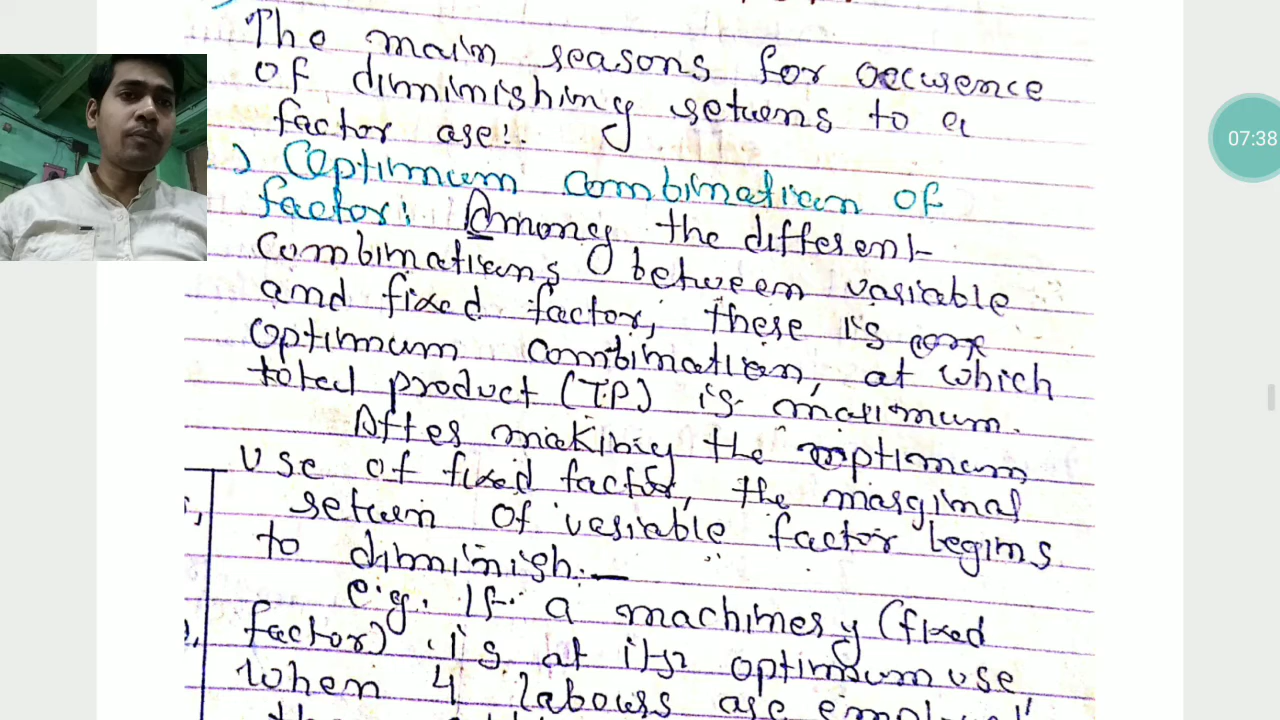 The main reasons for occurence
of diminishing returns to a
factor are:
07:38
) Optimum combination of
factor: Among the different
combinations between variable
and fixed factor, there is one
optimum combination, at which
total product (T.P) is maximum.
After making the optimum
use of fixed factor, the marginal
return of variable factor begins
to diminish.
e.g. If a machinery (fixed
factor) is at its optimum use
when 4 labours are employed